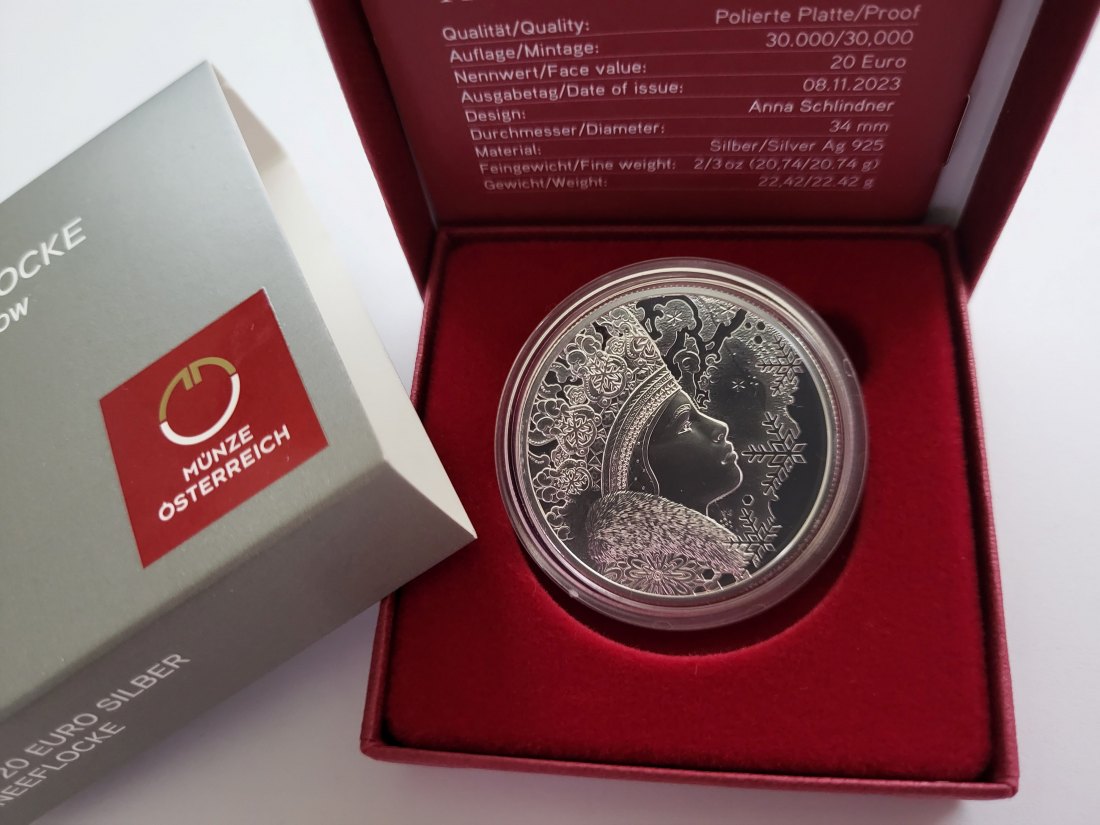 Qualität/Quality: Polierte Platte/Proof
Auflage/Mintage: 30.000/30,000
Nennwert/Face value: 20 Euro
Ausgabetag/Date of issue: 08.11.2023
Design: Anna Schlindner
Durchmesser/Diameter: 34 mm
Material: Silber/Silver Ag 925
Feingewicht/Fine weight: 2/3 oz (20,74/20.74 g)
Gewicht/Weight: 22,42/22.42 g
OCKE
OW
MÜNZE
ÖSTERREICH
20 EURO SILBER
NEEFLOCKE